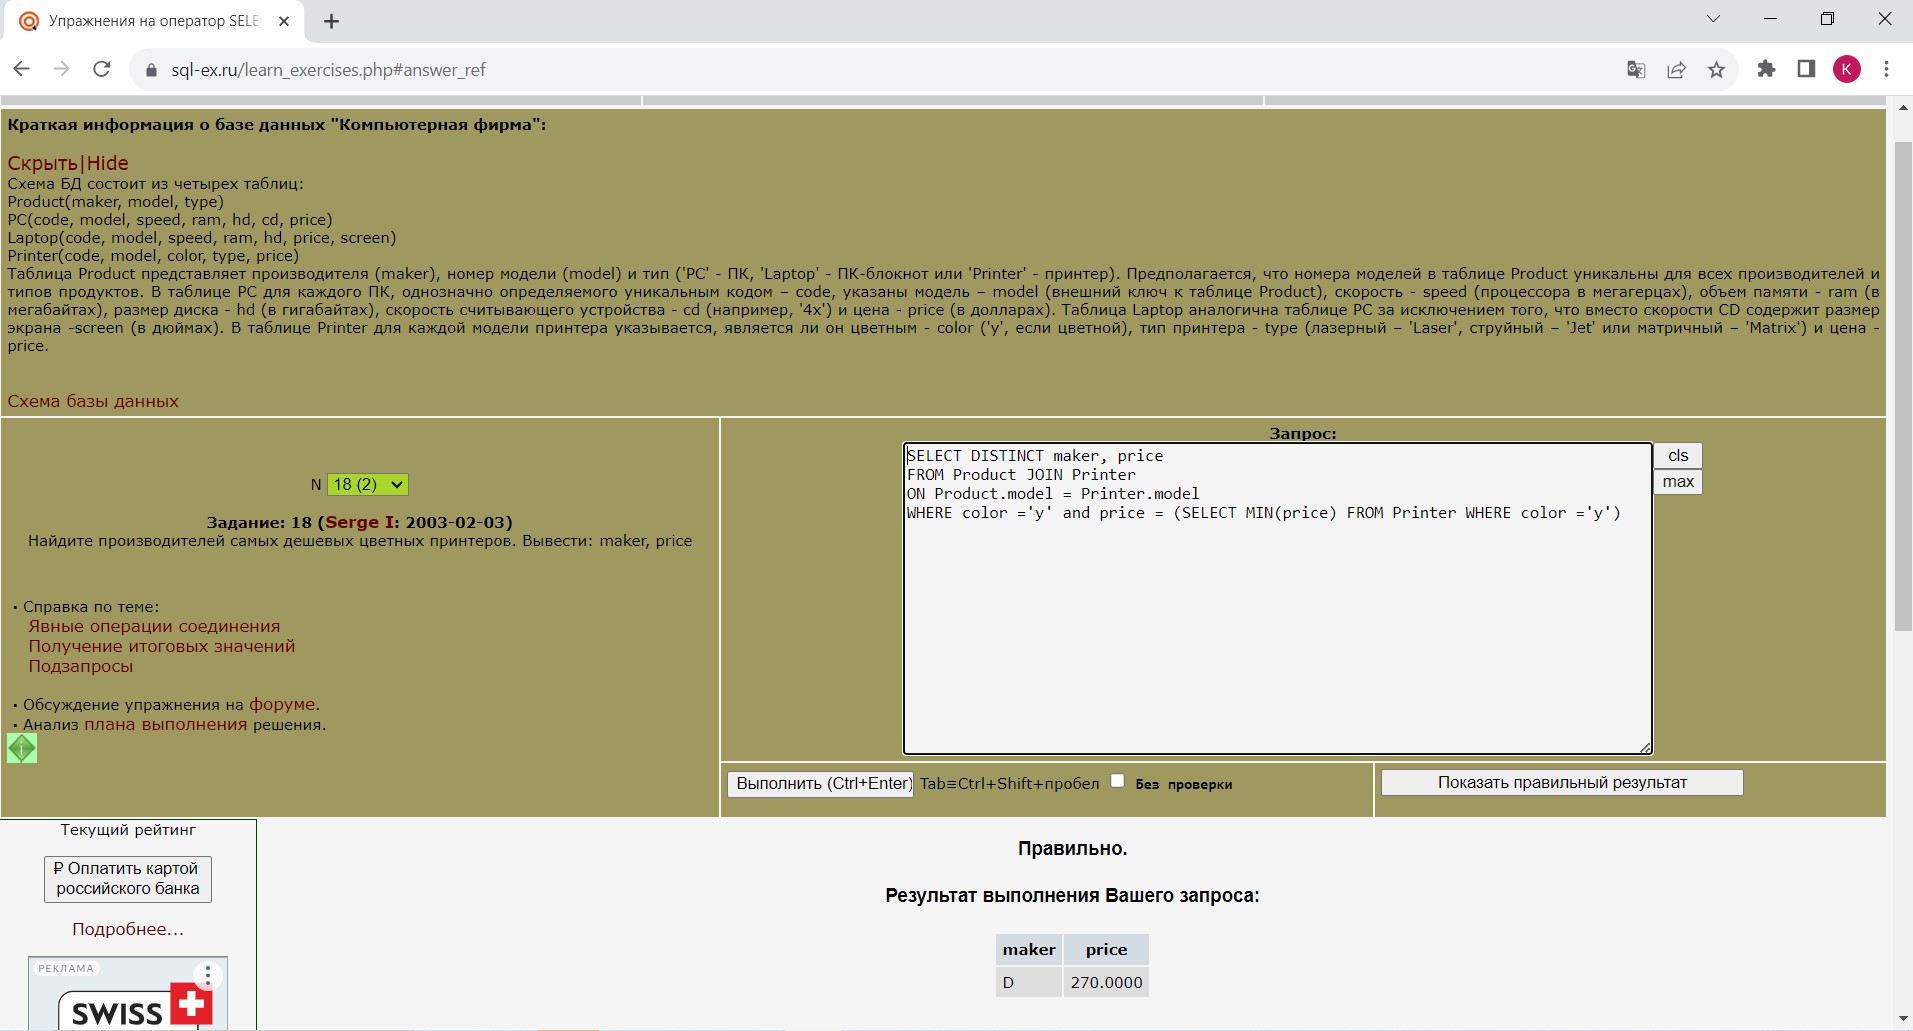 Упражнения на оператор SELE
sql-ex.ru/learn_exercises.php#answer_ref
K
Краткая информация о базе данных "Компьютерная фирма":
Скрыть|Hide
Схема БД состоит из четырех таблиц:
Product(maker, model, type)
PC(code, model, speed, ram, hd, cd, price)
Laptop(code, model, speed, ram, hd, price, screen)
Printer(code, model, color, type, price)
Таблица Product представляет производителя (maker), номер модели (model) и тип ('PC' - ПК, 'Laptop' - ПК-блокнот или 'Printer' - принтер). Предполагается, что номера моделей в таблице Product уникальны для всех производителей и
типов продуктов. В таблице PC для каждого ПК, однозначно определяемого уникальным кодом – code, указаны модель – model (внешний ключ к таблице Product), скорость - speed (процессора в мегагерцах), объем памяти - ram (в
мегабайтах), размер диска - hd (в гигабайтах), скорость считывающего устройства - cd (например, '4x') и цена - price (в долларах). Таблица Laptop аналогична таблице РС за исключением того, что вместо скорости CD содержит размер
экрана -screen (в дюймах). В таблице Printer для каждой модели принтера указывается, является ли он цветным - color ('y', если цветной), тип принтера - type (лазерный – 'Laser', струйный – 'Jet' или матричный – 'Matrix') и цена -
price.
Схема базы данных
N 18 (2)
Задание: 18 (Serge I: 2003-02-03)
Найдите производителей самых дешевых цветных принтеров. Вывести: maker, price
• Справка по теме:
Явные операции соединения
Получение итоговых значений
Подзапросы
• Обсуждение упражнения на форуме.
• Анализ плана выполнения решения.
Запрос:
SELECT DISTINCT maker, price
FROM Product JOIN Printer
ON Product.model = Printer.model
WHERE color ='y' and price = (SELECT MIN(price) FROM Printer WHERE color ='y')
cls
max
Выполнить (Ctrl+Enter) Tab≡Ctrl+Shift+пробел Без проверки
Показать правильный результат
Текущий рейтинг
₽ Оплатить картой
российского банка
Подробнее...
РЕКЛАМА
SWISS
Правильно.
Результат выполнения Вашего запроса:
maker price
D 270.0000